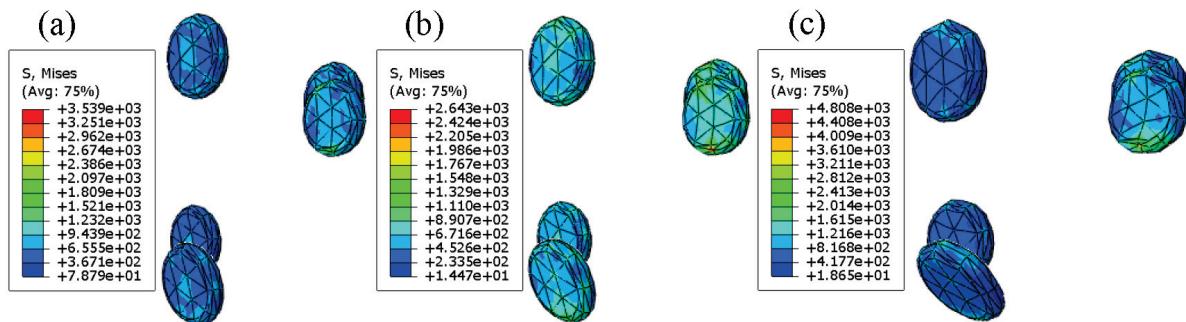 (a)
S, Mises
(Avg: 75%)
+3.539e+03
+3.251e+03
+2.962e+03
+2.674e+03
+2.386e+03
+2.097e+03
+1.809e+03
+1.521e+03
+1.232e+03
+9.439e+02
+6.555e+02
+3.671e+02
+7.879e+01
(b)
S, Mises
(Avg: 75%)
+2.643e+03
+2.424e+03
+2.205e+03
+1.986e+03
+1.767e+03
+1.548e+03
+1.329e+03
+1.110e+03
+8.907e+02
+6.716e+02
+4.526e+02
+2.335e+02
+1.447e+01
(c)
S, Mises
(Avg: 75%)
+4.808e+03
+4.408e+03
+4.009e+03
+3.610e+03
+3.211e+03
+2.812e+03
+2.413e+03
+2.014e+03
+1.615e+03
+1.216e+03
+8.168e+02
+4.177e+02
+1.865e+01